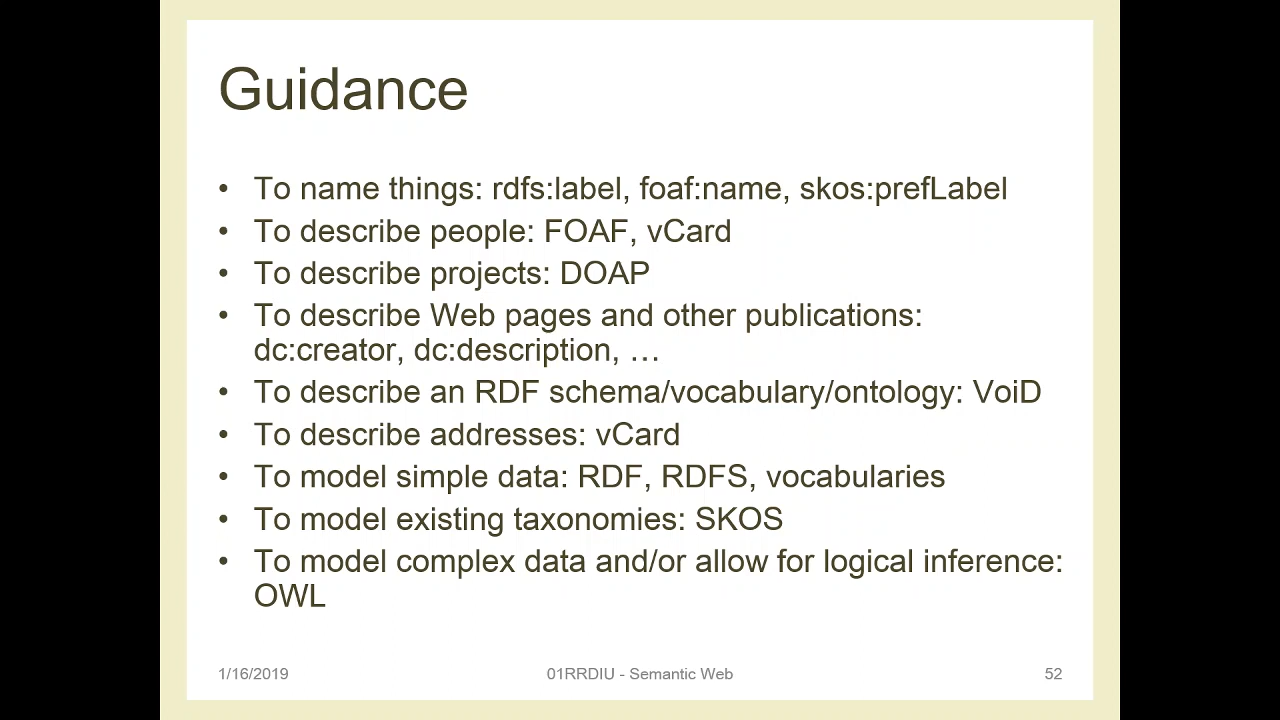 Guidance
• To name things: rdfs:label, foaf:name, skos:prefLabel
• To describe people: FOAF, vCard
• To describe projects: DOAP
• To describe Web pages and other publications:
dc:creator, dc:description, …
• To describe an RDF schema/vocabulary/ontology: VoiD
• To describe addresses: vCard
• To model simple data: RDF, RDFS, vocabularies
• To model existing taxonomies: SKOS
• To model complex data and/or allow for logical inference:
OWL
1/16/2019 01RRDIU - Semantic Web 52